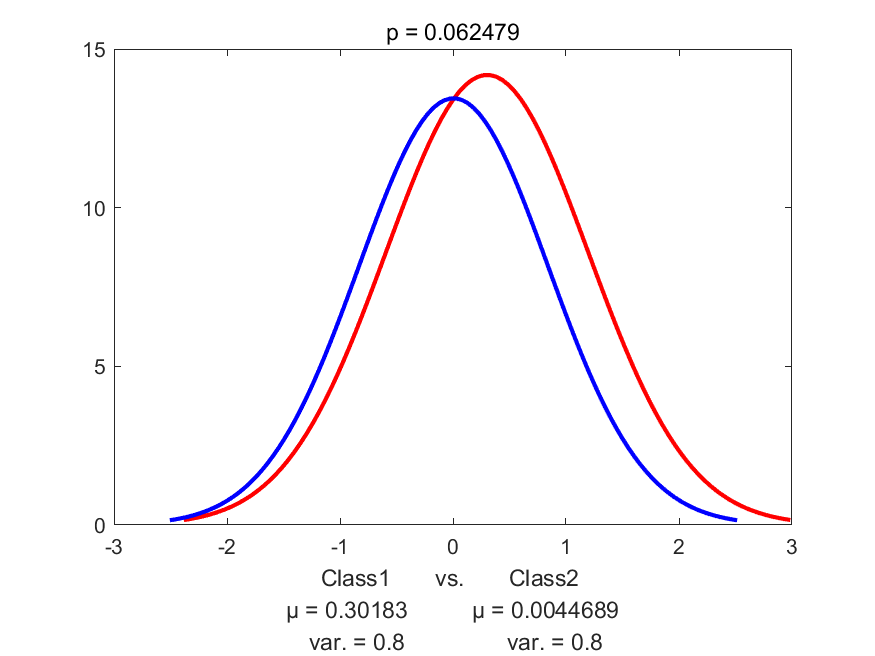 p = 0.062479
15
10
5
0
-3 -2 -1 0 1 2 3
Class1 vs. Class2
μ = 0.30183 μ = 0.0044689
var. = 0.8 var. = 0.8